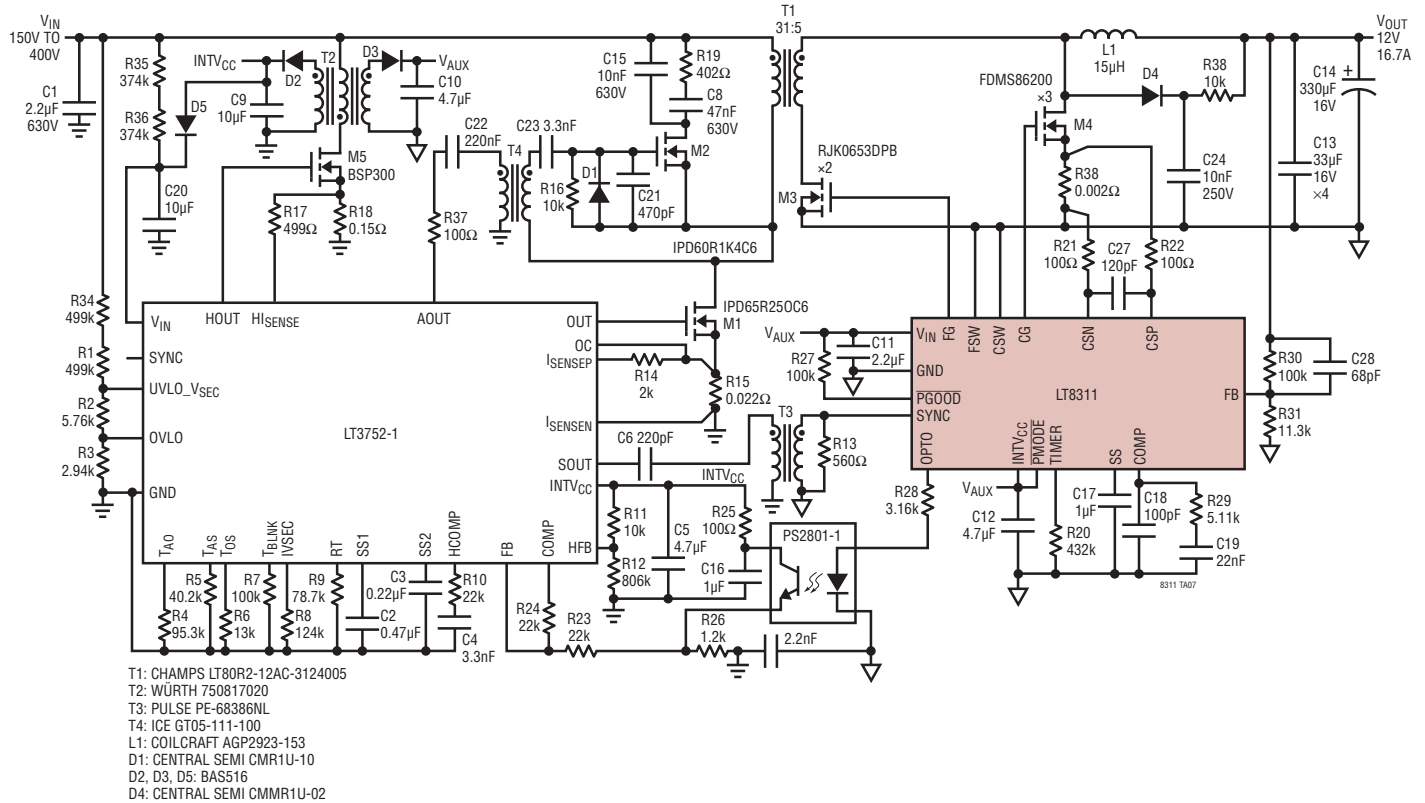 VIN
150V TO
400V
C1
2.2µF
630V
R35
374k
R36
374k
INTVCC
D2
T2
D3
VAUX
C9
10µF
D5
C10
4.7µF
C20
10µF
M5
BSP300
R17
499Ω
R18
0.15Ω
C22
220nF
R37
100Ω
T4
C23 3.3nF
R16
10k
D1
C21
470pF
C15
10nF
630V
R19
402Ω
C8
47nF
630V
M2
IPD60R1K4C6
T1
31:5
RJK0653DPB
×2
M3
L1
15µH
FDMS86200
×3
M4
D4
R38
10k
R38
0.002Ω
C24
10nF
250V
VOUT
12V
16.7A
C14
330µF
16V
+
C13
33µF
16V
×4
R21
100Ω
C27
120pF
R22
100Ω
R34
499k
R1
499k
R2
5.76k
R3
2.94k
VIN
SYNC
UVLO_VSEC
OVLO
GND
HOUT
HISENSE
AOUT
LT3752-1
OUT
OC
ISENSEP
ISENSEN
SOUT
INTVCC
HFB
TAO
TAS
TOS
TBLNK
IVSEC
RT
SS1
SS2
HCOMP
FB
COMP
IPD65R25OC6
M1
R14
2k
R15
0.022Ω
C6 220pF
T3
R13
560Ω
VAUX
R27
100k
C11
2.2µF
VIN
FG
FSW
CSW
CG
CSN
CSP
GND
PGOOD
SYNC
OPTO
LT8311
FB
INTVCC
PMODE
TIMER
SS
COMP
R30
100k
C28
68pF
R31
11.3k
INTVCC
R11
10k
R12
806k
C5
4.7µF
R25
100Ω
C16
1µF
PS2801-1
R28
3.16k
VAUX
C12
4.7µF
R20
432k
C17
1µF
C18
100pF
R29
5.11k
C19
22nF
8311 TA07
R4
95.3k
R5
40.2k
R6
13k
R7
100k
R8
124k
R9
78.7k
C2
0.47µF
C3
0.22µF
R10
22k
C4
3.3nF
R24
22k
R23
22k
R26
1.2k
2.2nF
T1: CHAMPS LT80R2-12AC-3124005
T2: WÜRTH 750817020
T3: PULSE PE-68386NL
T4: ICE GT05-111-100
L1: COILCRAFT AGP2923-153
D1: CENTRAL SEMI CMR1U-10
D2, D3, D5: BAS516
D4: CENTRAL SEMI CMMR1U-02